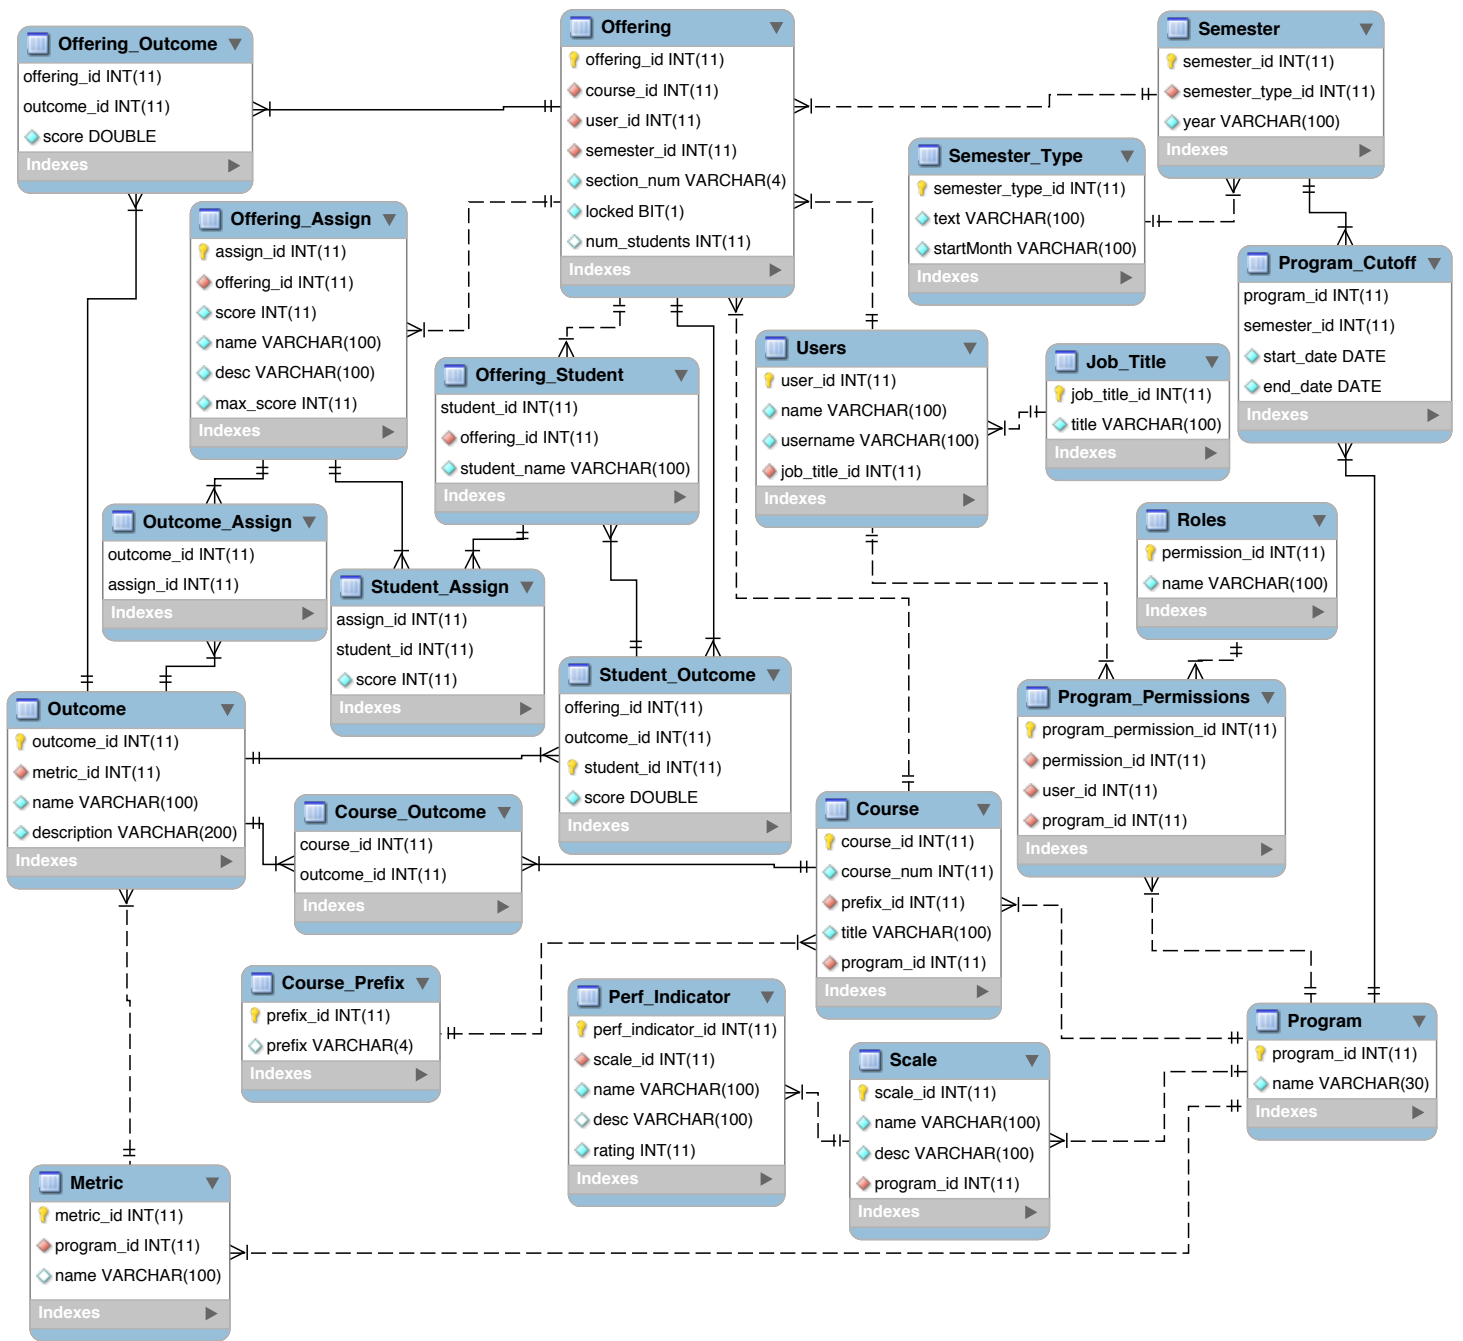 Offering_Outcome
offering_id INT(11)
outcome_id INT(11)
score DOUBLE
Indexes
Offering
offering_id INT(11)
course_id INT(11)
user_id INT(11)
semester_id INT(11)
section_num VARCHAR(4)
locked BIT(1)
num_students INT(11)
Indexes
Semester
semester_id INT(11)
semester_type_id INT(11)
year VARCHAR(100)
Indexes
Semester_Type
semester_type_id INT(11)
text VARCHAR(100)
startMonth VARCHAR(100)
Indexes
Offering_Assign
assign_id INT(11)
offering_id INT(11)
score INT(11)
name VARCHAR(100)
desc VARCHAR(100)
max_score INT(11)
Indexes
Program_Cutoff
program_id INT(11)
semester_id INT(11)
start_date DATE
end_date DATE
Indexes
Users
user_id INT(11)
name VARCHAR(100)
username VARCHAR(100)
job_title_id INT(11)
Indexes
Job_Title
job_title_id INT(11)
title VARCHAR(100)
Indexes
Offering_Student
student_id INT(11)
offering_id INT(11)
student_name VARCHAR(100)
Indexes
Outcome_Assign
outcome_id INT(11)
assign_id INT(11)
Indexes
Roles
permission_id INT(11)
name VARCHAR(100)
Indexes
Student_Assign
assign_id INT(11)
student_id INT(11)
score INT(11)
Indexes
Student_Outcome
offering_id INT(11)
outcome_id INT(11)
student_id INT(11)
score DOUBLE
Indexes
Program_Permissions
program_permission_id INT(11)
permission_id INT(11)
user_id INT(11)
program_id INT(11)
Indexes
Outcome
outcome_id INT(11)
metric_id INT(11)
name VARCHAR(100)
description VARCHAR(200)
Indexes
Course_Outcome
course_id INT(11)
outcome_id INT(11)
Indexes
Course
course_id INT(11)
course_num INT(11)
prefix_id INT(11)
title VARCHAR(100)
program_id INT(11)
Indexes
Course_Prefix
prefix_id INT(11)
prefix VARCHAR(4)
Indexes
Perf_Indicator
perf_indicator_id INT(11)
scale_id INT(11)
name VARCHAR(100)
desc VARCHAR(100)
rating INT(11)
Indexes
Scale
scale_id INT(11)
name VARCHAR(100)
desc VARCHAR(100)
program_id INT(11)
Indexes
Program
program_id INT(11)
name VARCHAR(30)
Indexes
Metric
metric_id INT(11)
program_id INT(11)
name VARCHAR(100)
Indexes